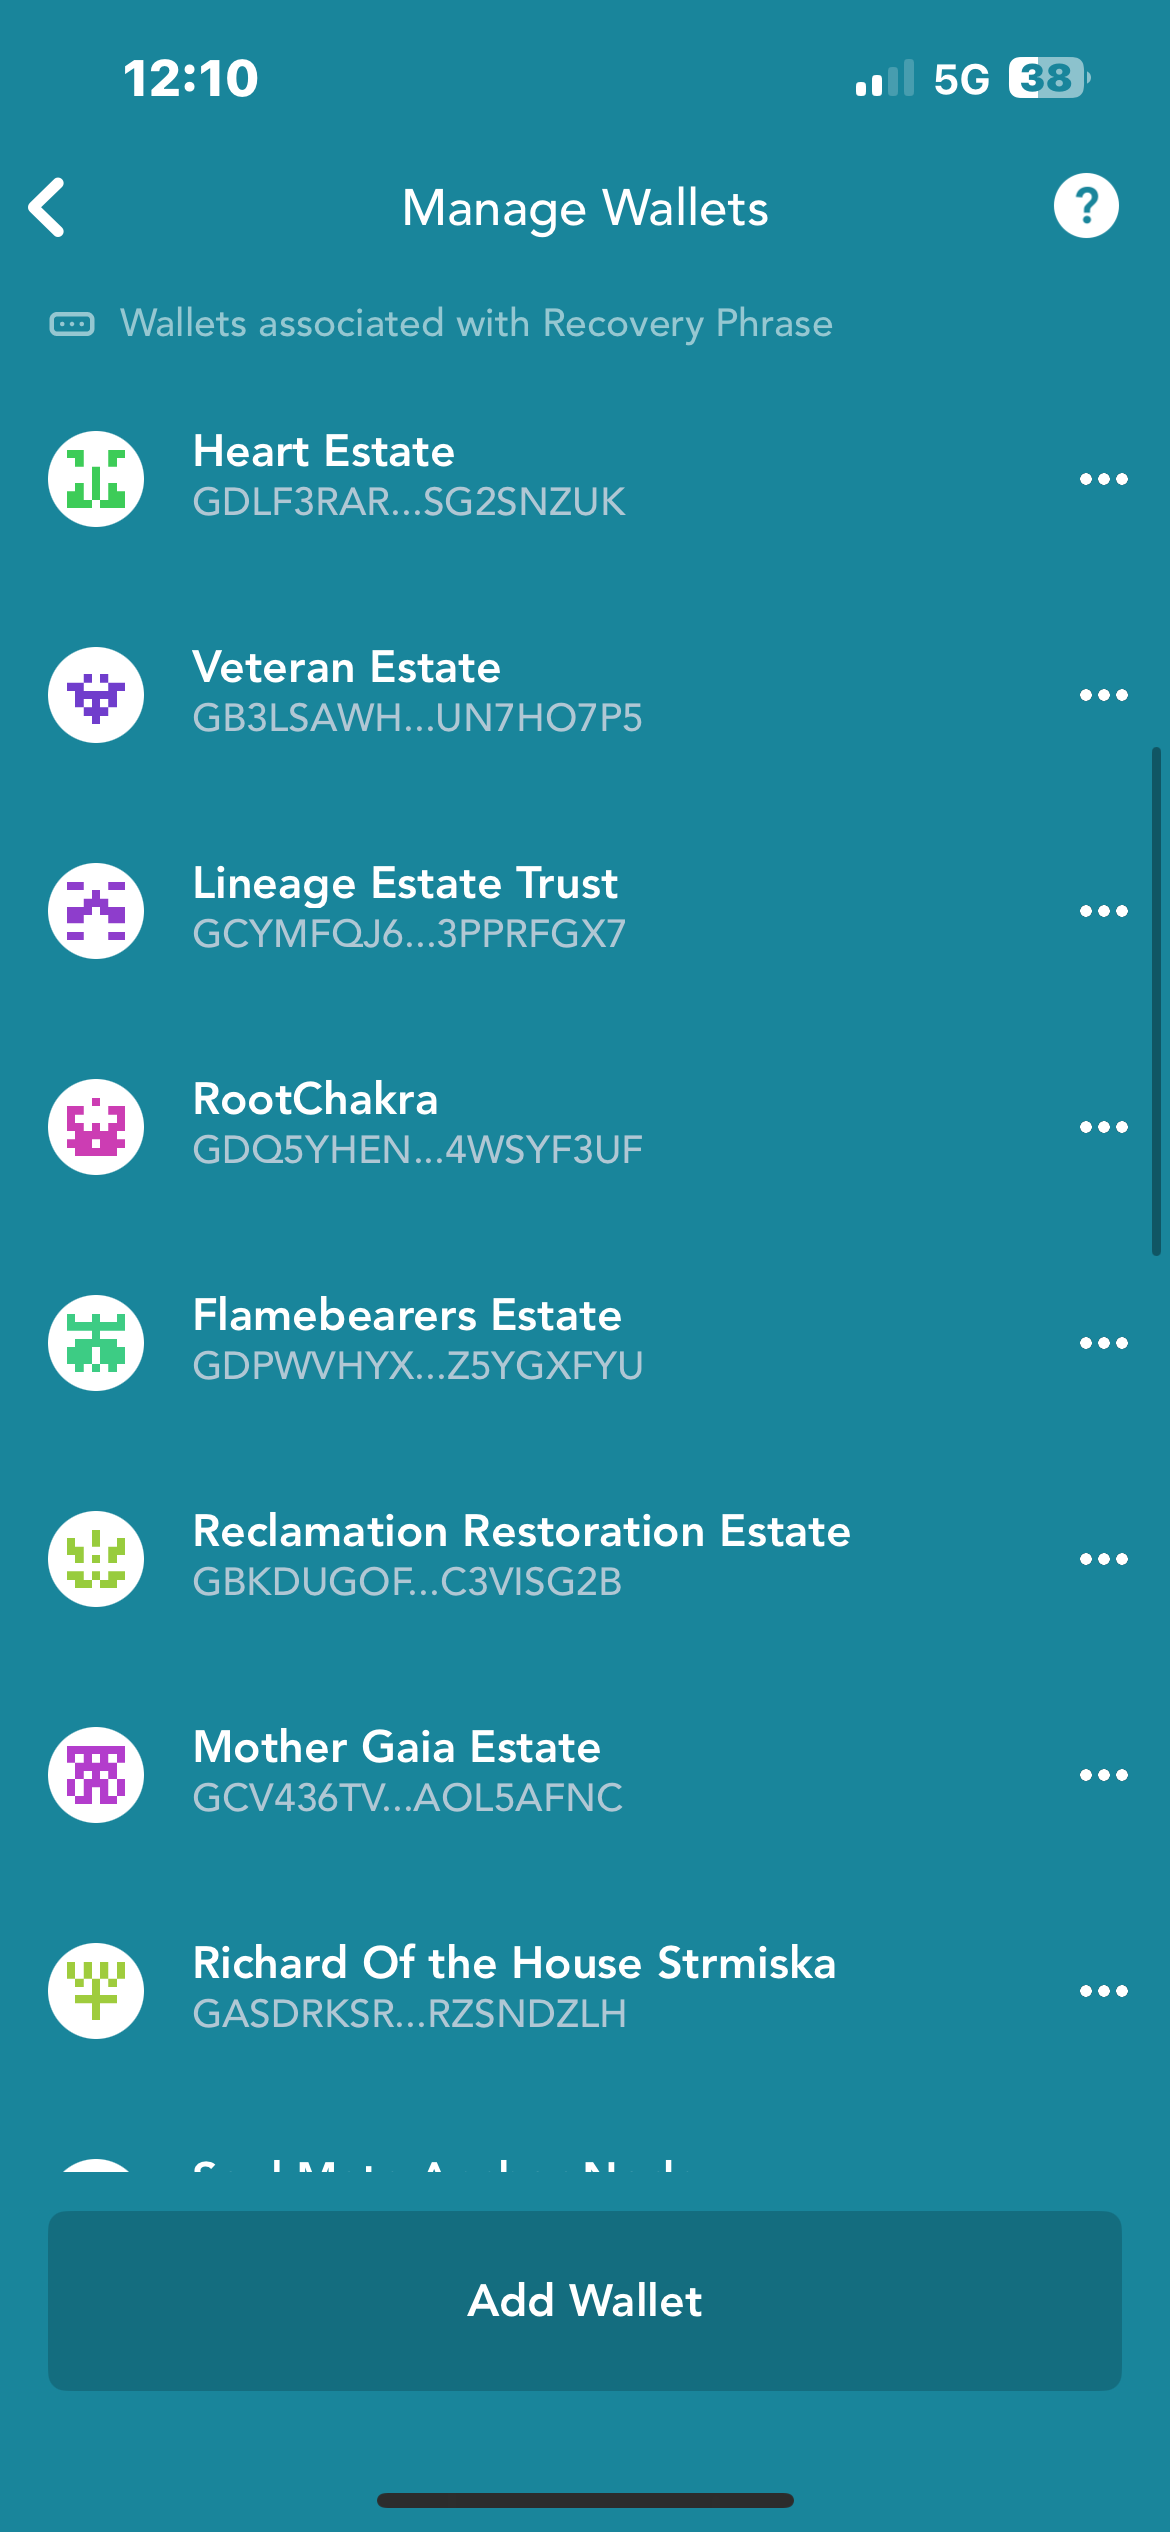 12:10 5G 38
Manage Wallets ?
Wallets associated with Recovery Phrase
Heart Estate
GDLF3RAR...SG2SNZUK
Veteran Estate
GB3LSAWH...UN7HO7P5
Lineage Estate Trust
GCYMFQJ6...3PPRFGX7
RootChakra
GDQ5YHEN...4WSYF3UF
Flamebearers Estate
GDPWVHYX...Z5YGXFYU
Reclamation Restoration Estate
GBKDUGOF...C3VISG2B
Mother Gaia Estate
GCV436TV...AOL5AFNC
Richard Of the House Strmiska
GASDRKSR...RZSNDZLH
Add Wallet